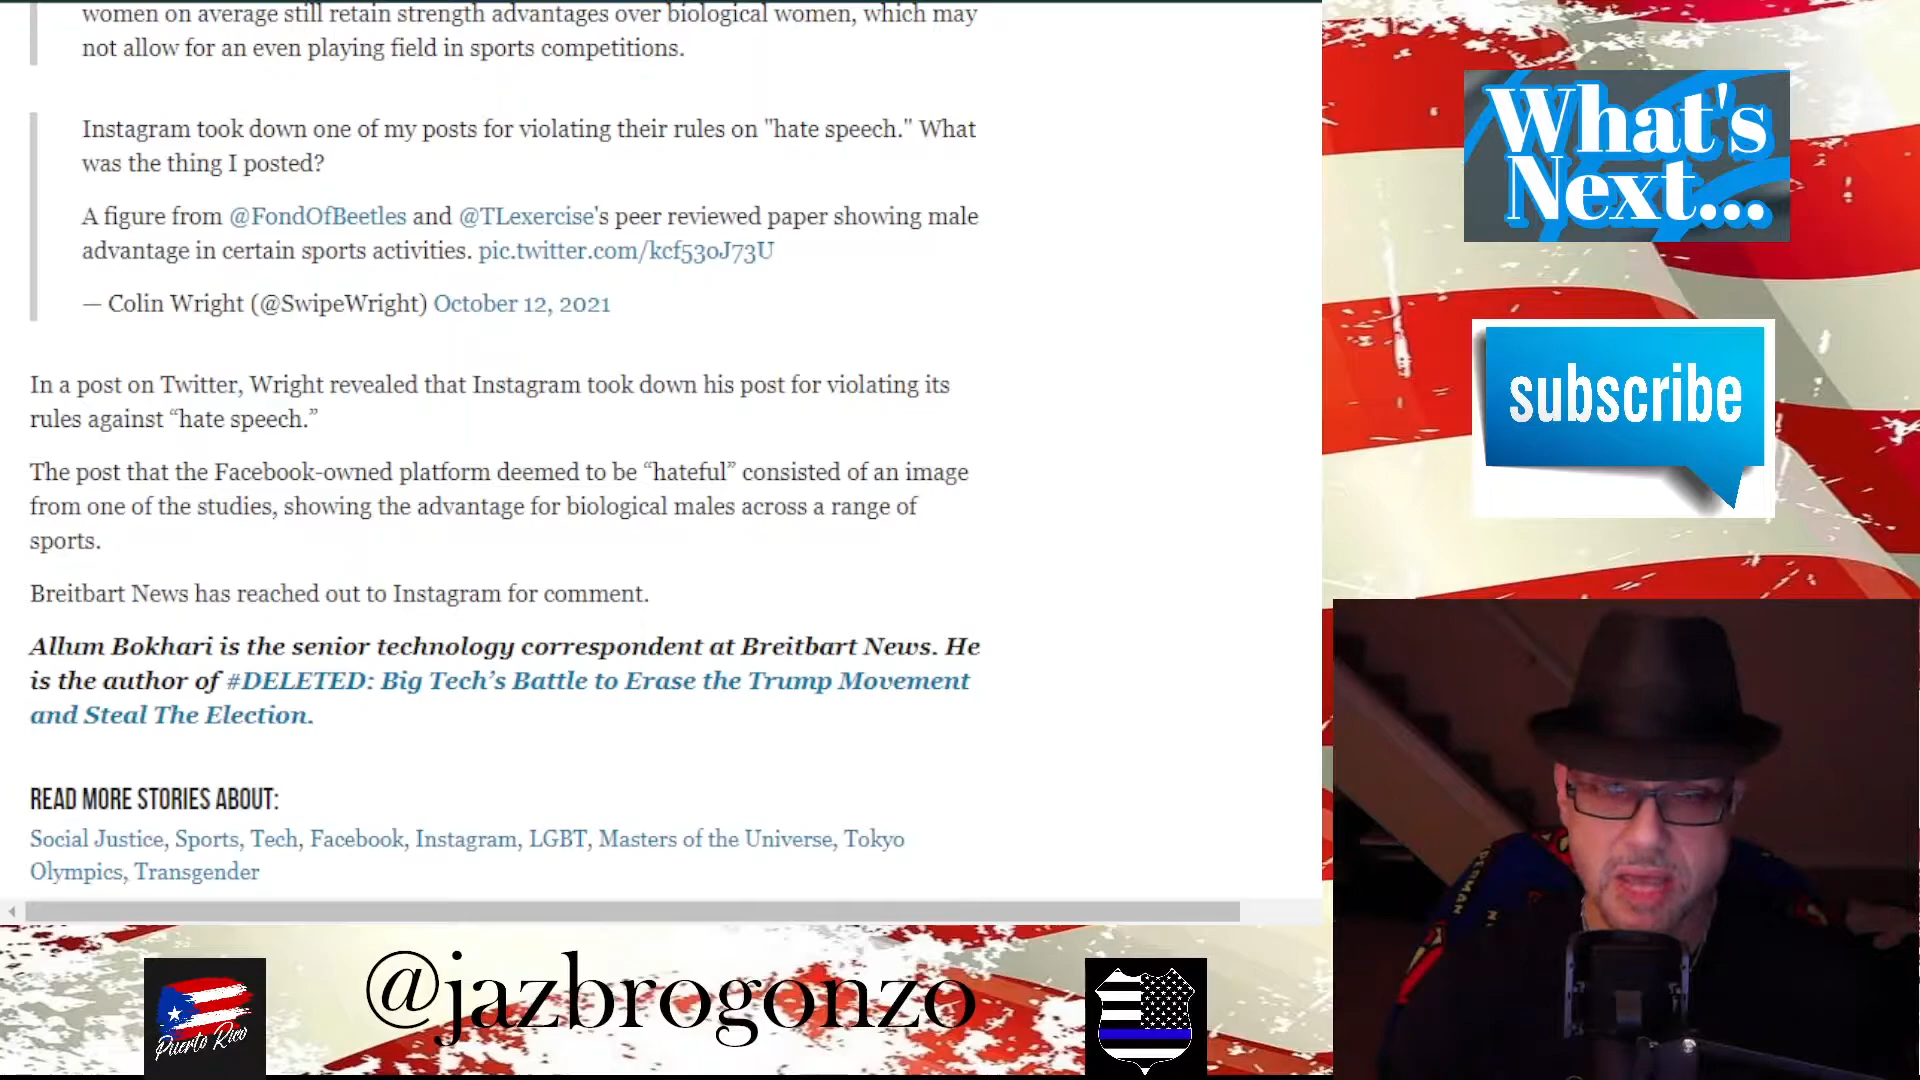 women on average still retain strength advantages over biological women, which may
not allow for an even playing field in sports competitions.
Instagram took down one of my posts for violating their rules on "hate speech." What
was the thing I posted?
A figure from @FondOfBeetles and @TLexercise's peer reviewed paper showing male
advantage in certain sports activities. pic.twitter.com/kcf53oJ73U
— Colin Wright (@SwipeWright) October 12, 2021
In a post on Twitter, Wright revealed that Instagram took down his post for violating its
rules against “hate speech.”
The post that the Facebook-owned platform deemed to be “hateful” consisted of an image
from one of the studies, showing the advantage for biological males across a range of
sports.
Breitbart News has reached out to Instagram for comment.
Allum Bokhari is the senior technology correspondent at Breitbart News. He
is the author of #DELETED: Big Tech’s Battle to Erase the Trump Movement
and Steal The Election.
READ MORE STORIES ABOUT:
Social Justice, Sports, Tech, Facebook, Instagram, LGBT, Masters of the Universe, Tokyo
Olympics, Transgender
What's
Next...
subscribe
@jazbrogonzo
Puerto Rico